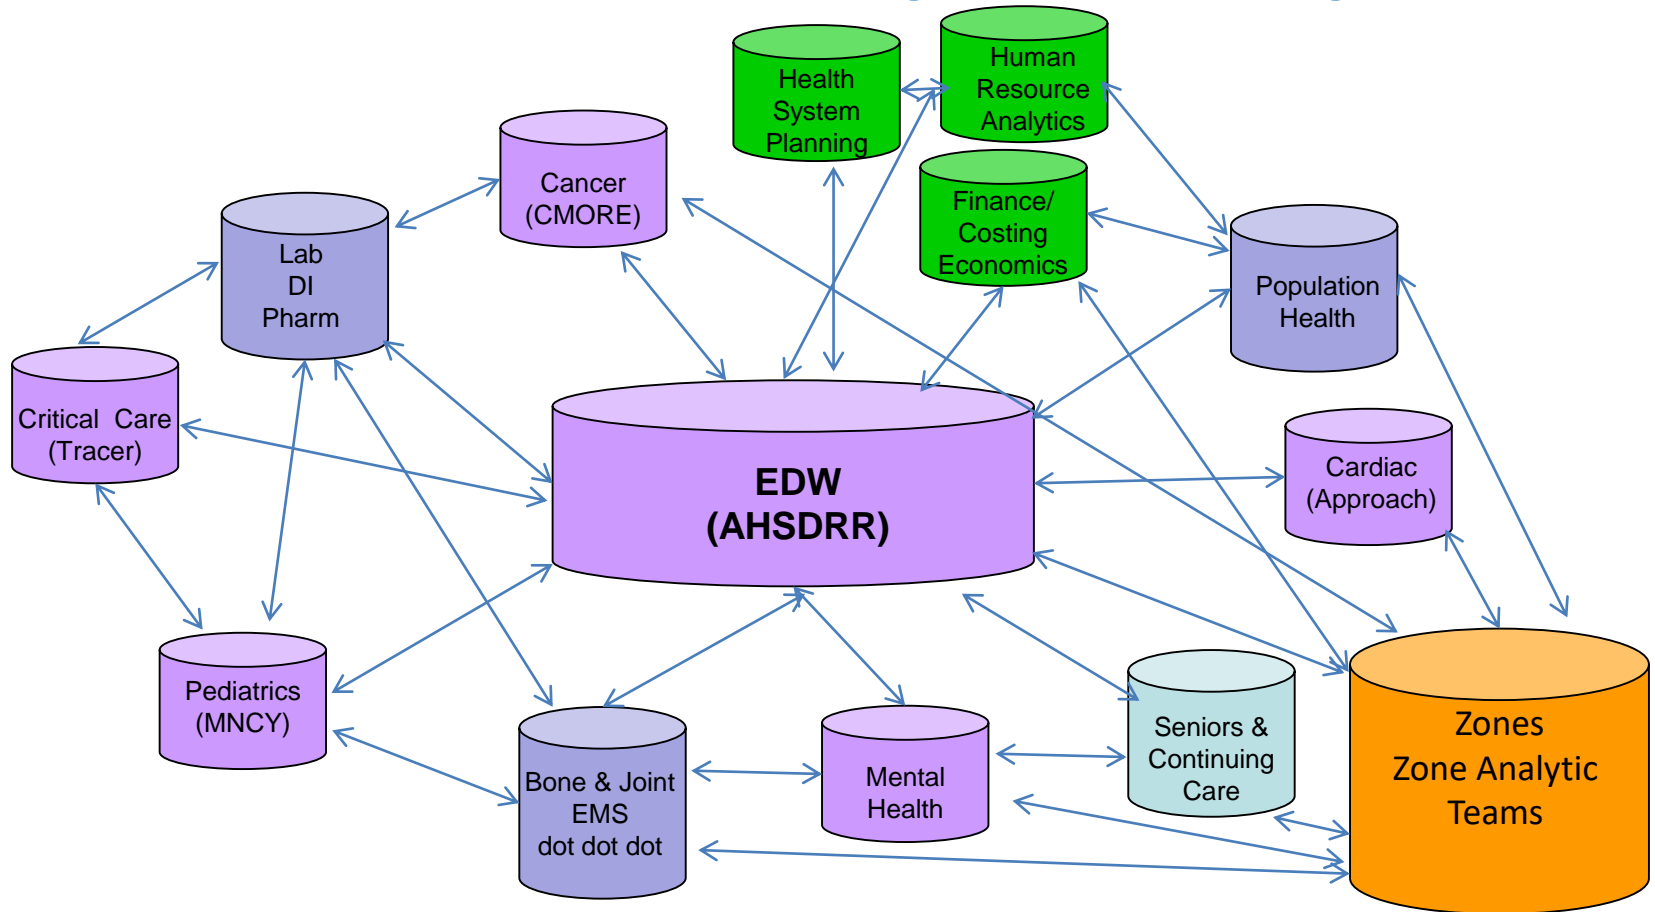 Health
System
Planning
Human
Resource
Analytics
Cancer
(CMORE)
Finance/
Costing
Economics
Lab
DI
Pharm
Population
Health
Critical Care
(Tracer)
EDW
(AHSDRR)
Cardiac
(Approach)
Pediatrics
(MNCY)
Bone & Joint
EMS
dot dot dot
Mental
Health
Seniors &
Continuing
Care
Zones
Zone Analytic
Teams